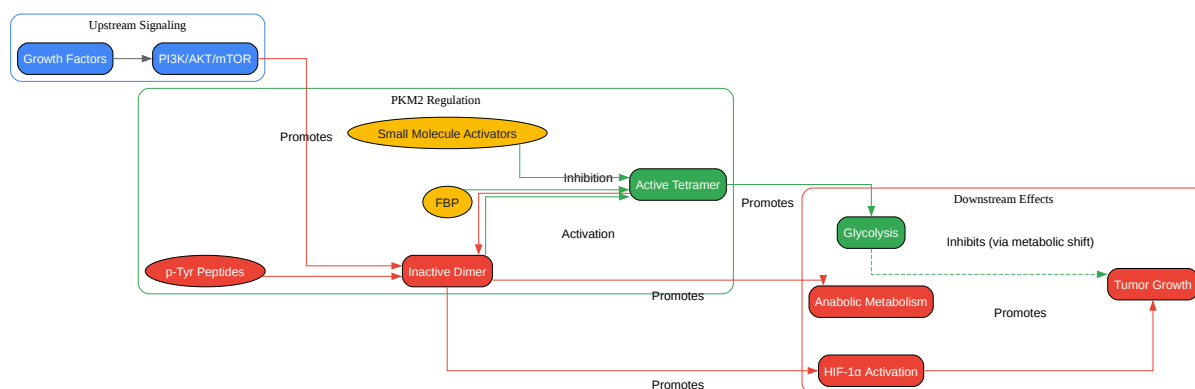 Upstream Signaling
Growth Factors
PI3K/AKT/mTOR
PKM2 Regulation
Promotes
Small Molecule Activators
Inhibition
Active Tetramer
FBP
Promotes
Downstream Effects
Activation
Glycolysis
Inhibits (via metabolic shift)
p-Tyr Peptides
Inactive Dimer
Promotes
Anabolic Metabolism
Tumor Growth
Promotes
HIF-1α Activation
Promotes